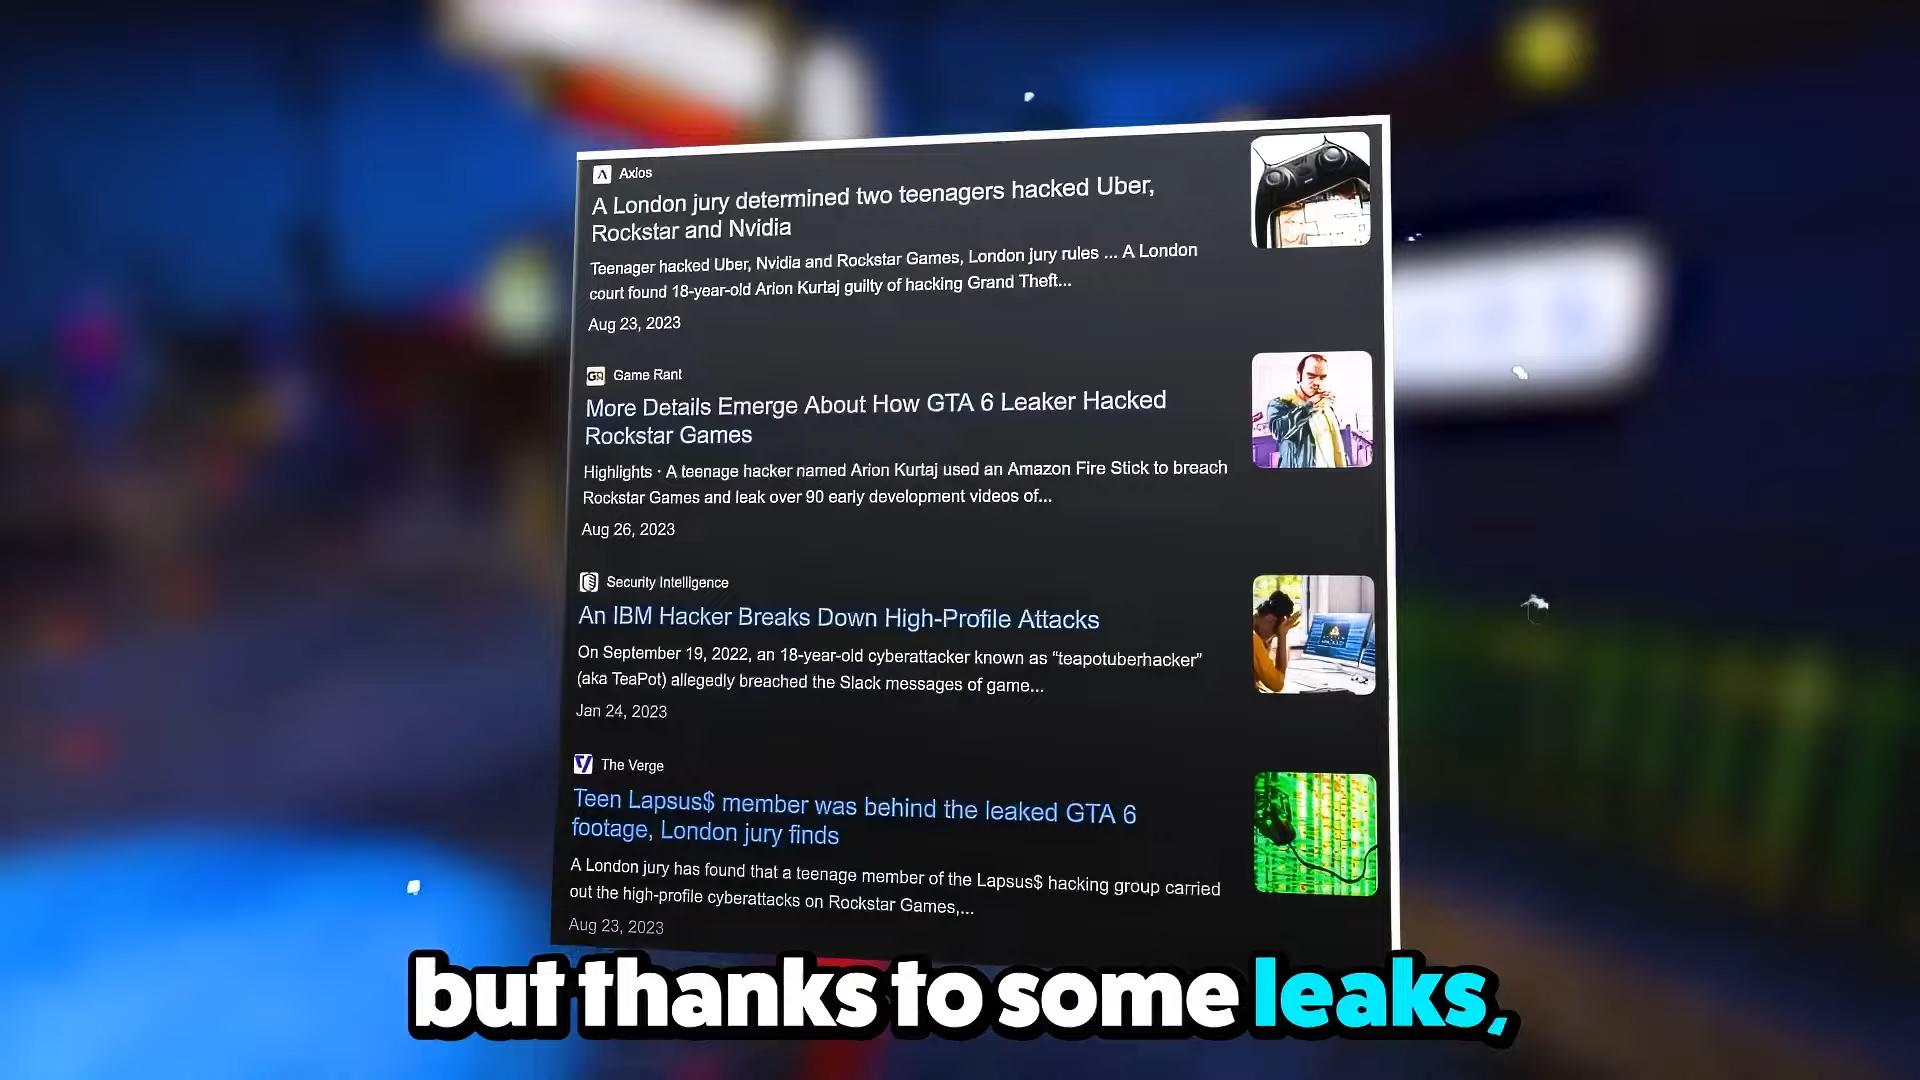 Axios
A London jury determined two teenagers hacked Uber,
Rockstar and Nvidia
Teenager hacked Uber, Nvidia and Rockstar Games, London jury rules ... A London
court found 18-year-old Arion Kurtaj guilty of hacking Grand Theft...
Aug 23, 2023
Game Rant
More Details Emerge About How GTA 6 Leaker Hacked
Rockstar Games
Highlights · A teenage hacker named Arion Kurtaj used an Amazon Fire Stick to breach
Rockstar Games and leak over 90 early development videos of...
Aug 26, 2023
Security Intelligence
An IBM Hacker Breaks Down High-Profile Attacks
On September 19, 2022, an 18-year-old cyberattacker known as “teapotuberhacker”
(aka TeaPot) allegedly breached the Slack messages of game...
Jan 24, 2023
The Verge
Teen Lapsus$ member was behind the leaked GTA 6
footage, London jury finds
A London jury has found that a teenage member of the Lapsus$ hacking group carried
out the high-profile cyberattacks on Rockstar Games,...
Aug 23, 2023
but thanks to some leaks,